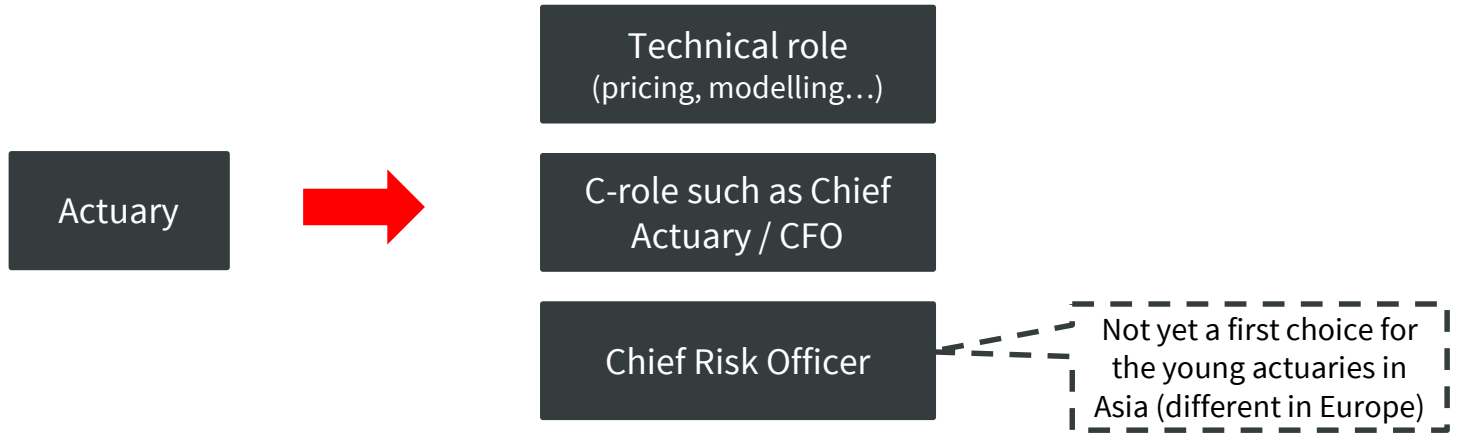 Technical role
(pricing, modelling…)
Actuary
C-role such as Chief
Actuary / CFO
Chief Risk Officer
Not yet a first choice for
the young actuaries in
Asia (different in Europe)